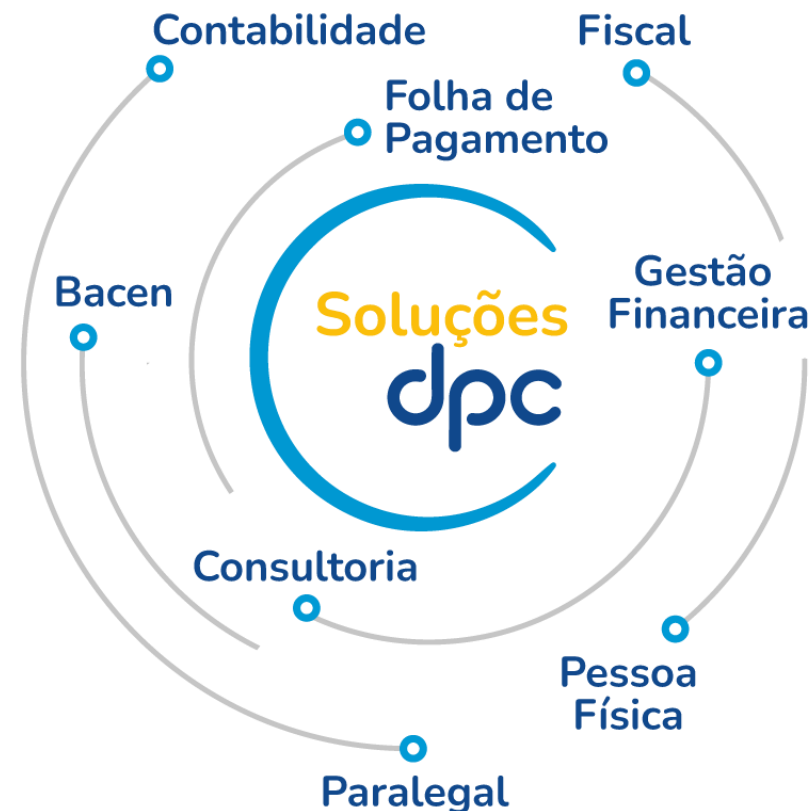 Contabilidade
Fiscal
Folha de
Pagamento
Bacen
Gestão
Financeira
Soluções
dpc
Consultoria
Pessoa
Física
Paralegal